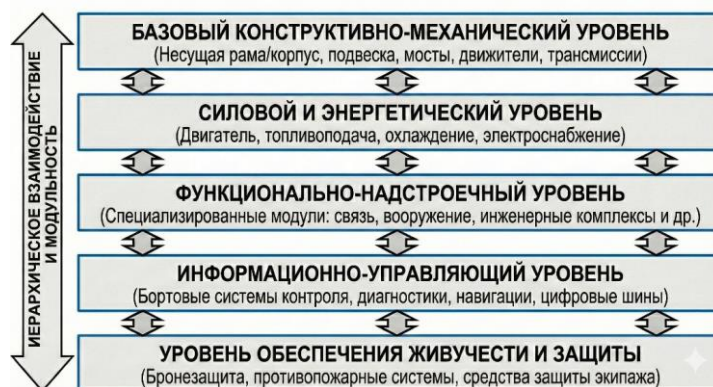 ИЕРАРХИЧЕСКОЕ ВЗАИМОДЕЙСТВИЕ
И МОДУЛЬНОСТЬ
БАЗОВЫЙ КОНСТРУКТИВНО-МЕХАНИЧЕСКИЙ УРОВЕНЬ
(Несущая рама/корпус, подвеска, мосты, движители, трансмиссии)
СИЛОВОЙ И ЭНЕРГЕТИЧЕСКИЙ УРОВЕНЬ
(Двигатель, топливоподача, охлаждение, электроснабжение)
ФУНКЦИОНАЛЬНО-НАДСТРОЕЧНЫЙ УРОВЕНЬ
(Специализированные модули: связь, вооружение, инженерные комплексы и др.)
ИНФОРМАЦИОННО-УПРАВЛЯЮЩИЙ УРОВЕНЬ
(Бортовые системы контроля, диагностики, навигации, цифровые шины)
УРОВЕНЬ ОБЕСПЕЧЕНИЯ ЖИВУЧЕСТИ И ЗАЩИТЫ
(Бронезащита, противопожарные системы, средства защиты экипажа)